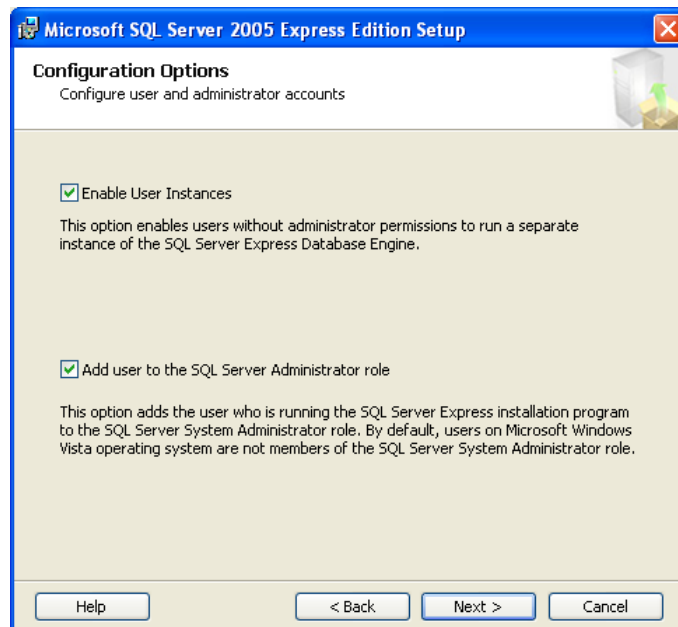 Microsoft SQL Server 2005 Express Edition Setup
Configuration Options
Configure user and administrator accounts
Enable User Instances
This option enables users without administrator permissions to run a separate
instance of the SQL Server Express Database Engine.
Add user to the SQL Server Administrator role
This option adds the user who is running the SQL Server Express installation program
to the SQL Server System Administrator role. By default, users on Microsoft Windows
Vista operating system are not members of the SQL Server System Administrator role.
Help
< Back
Next >
Cancel